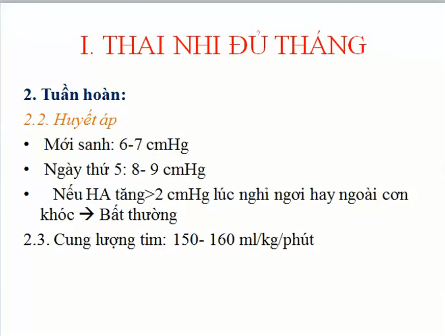 I. THAI NHI ĐỦ THÁNG
2. Tuần hoàn:
2.2. Huyết áp
• Mới sanh: 6-7 cmHg
• Ngày thứ 5: 8- 9 cmHg
• Nếu HA tăng>2 cmHg lúc nghỉ ngơi hay ngoài cơn
khóc → Bất thường
2.3. Cung lượng tim: 150- 160 ml/kg/phút